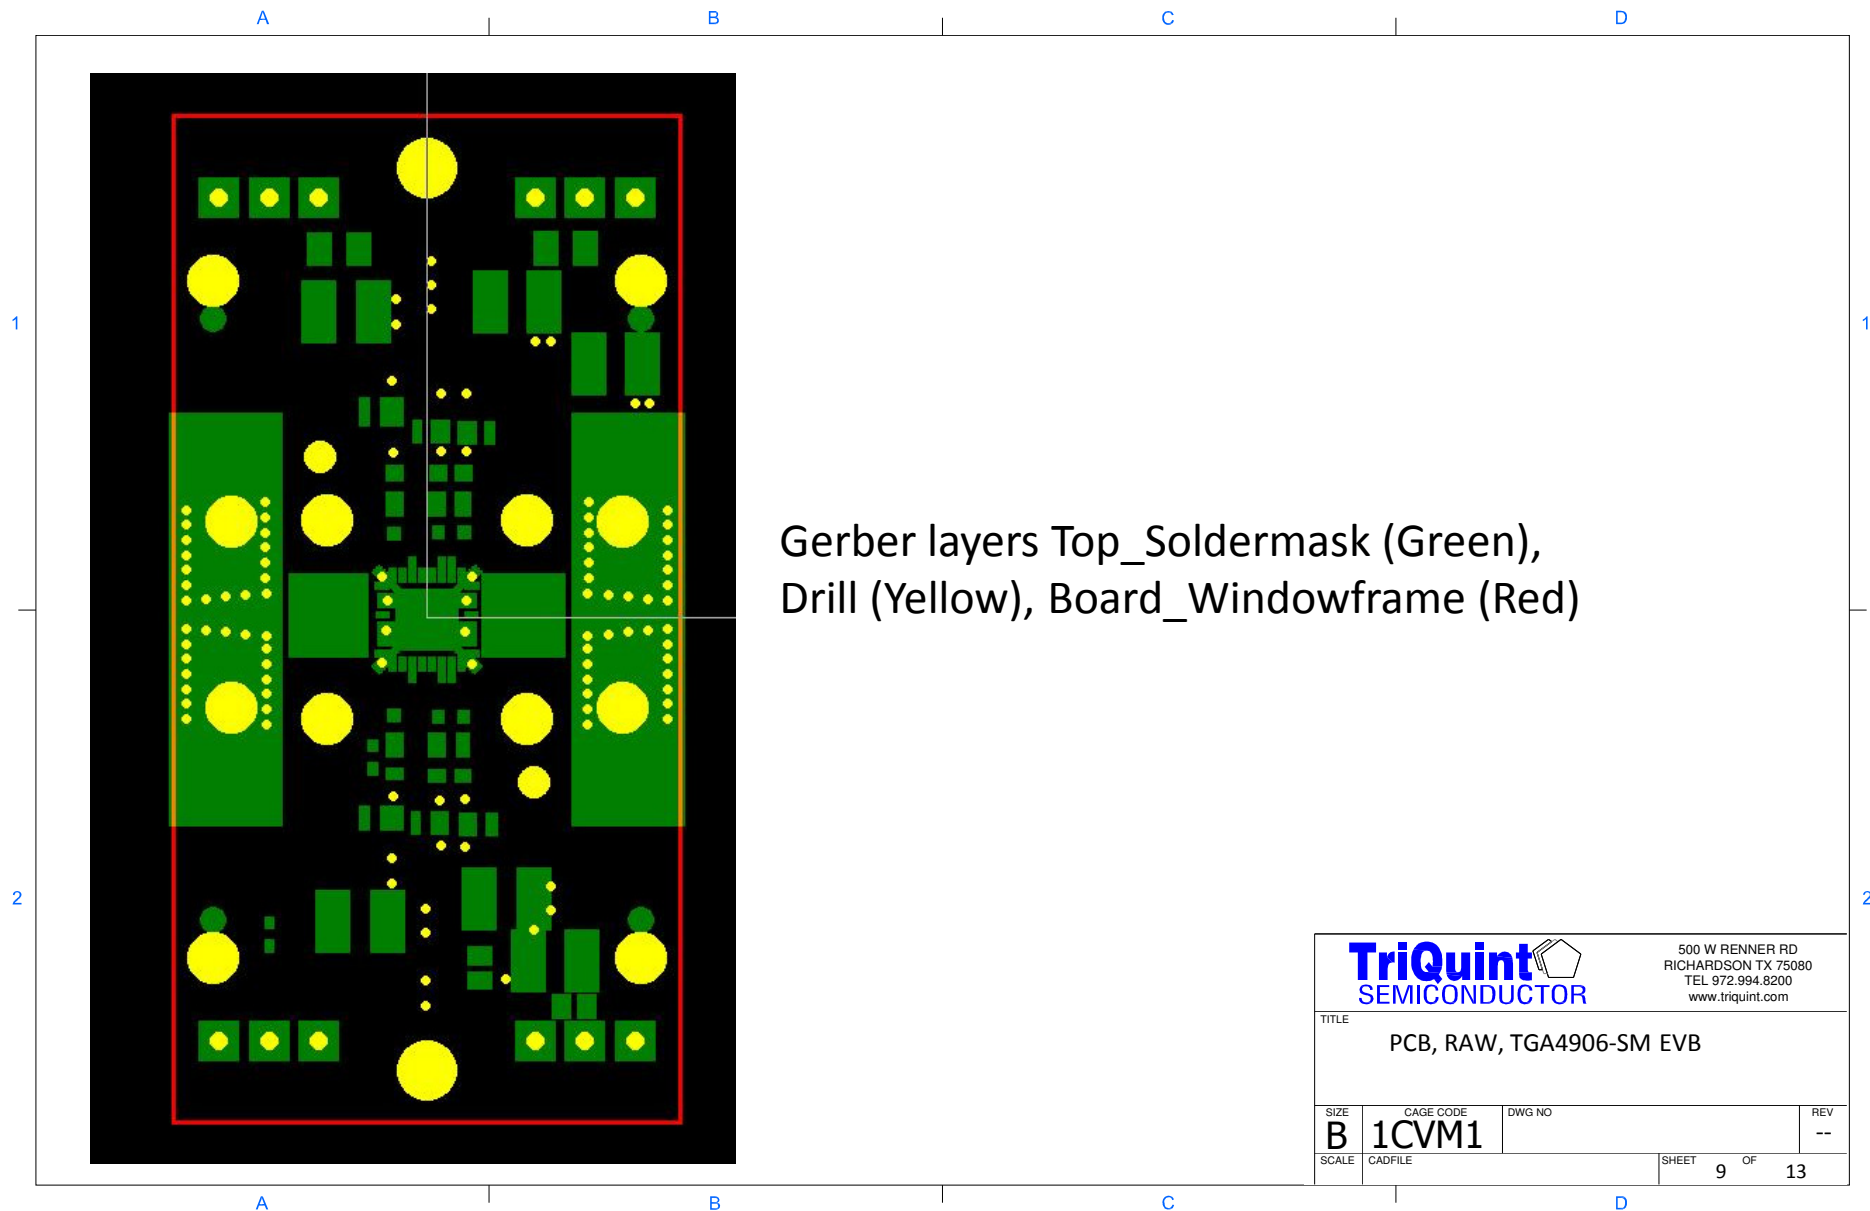 A B C D
1 1
Gerber layers Top_Soldermask (Green),
Drill (Yellow), Board_Windowframe (Red)
2 2
TriQuint
SEMICONDUCTOR
500 W RENNER RD
RICHARDSON TX 75080
TEL 972.994.8200
www.triquint.com
TITLE
PCB, RAW, TGA4906-SM EVB
SIZE CAGE CODE DWG NO REV
B 1CVM1 --
SCALE CADFILE SHEET 9 OF 13
A B C D